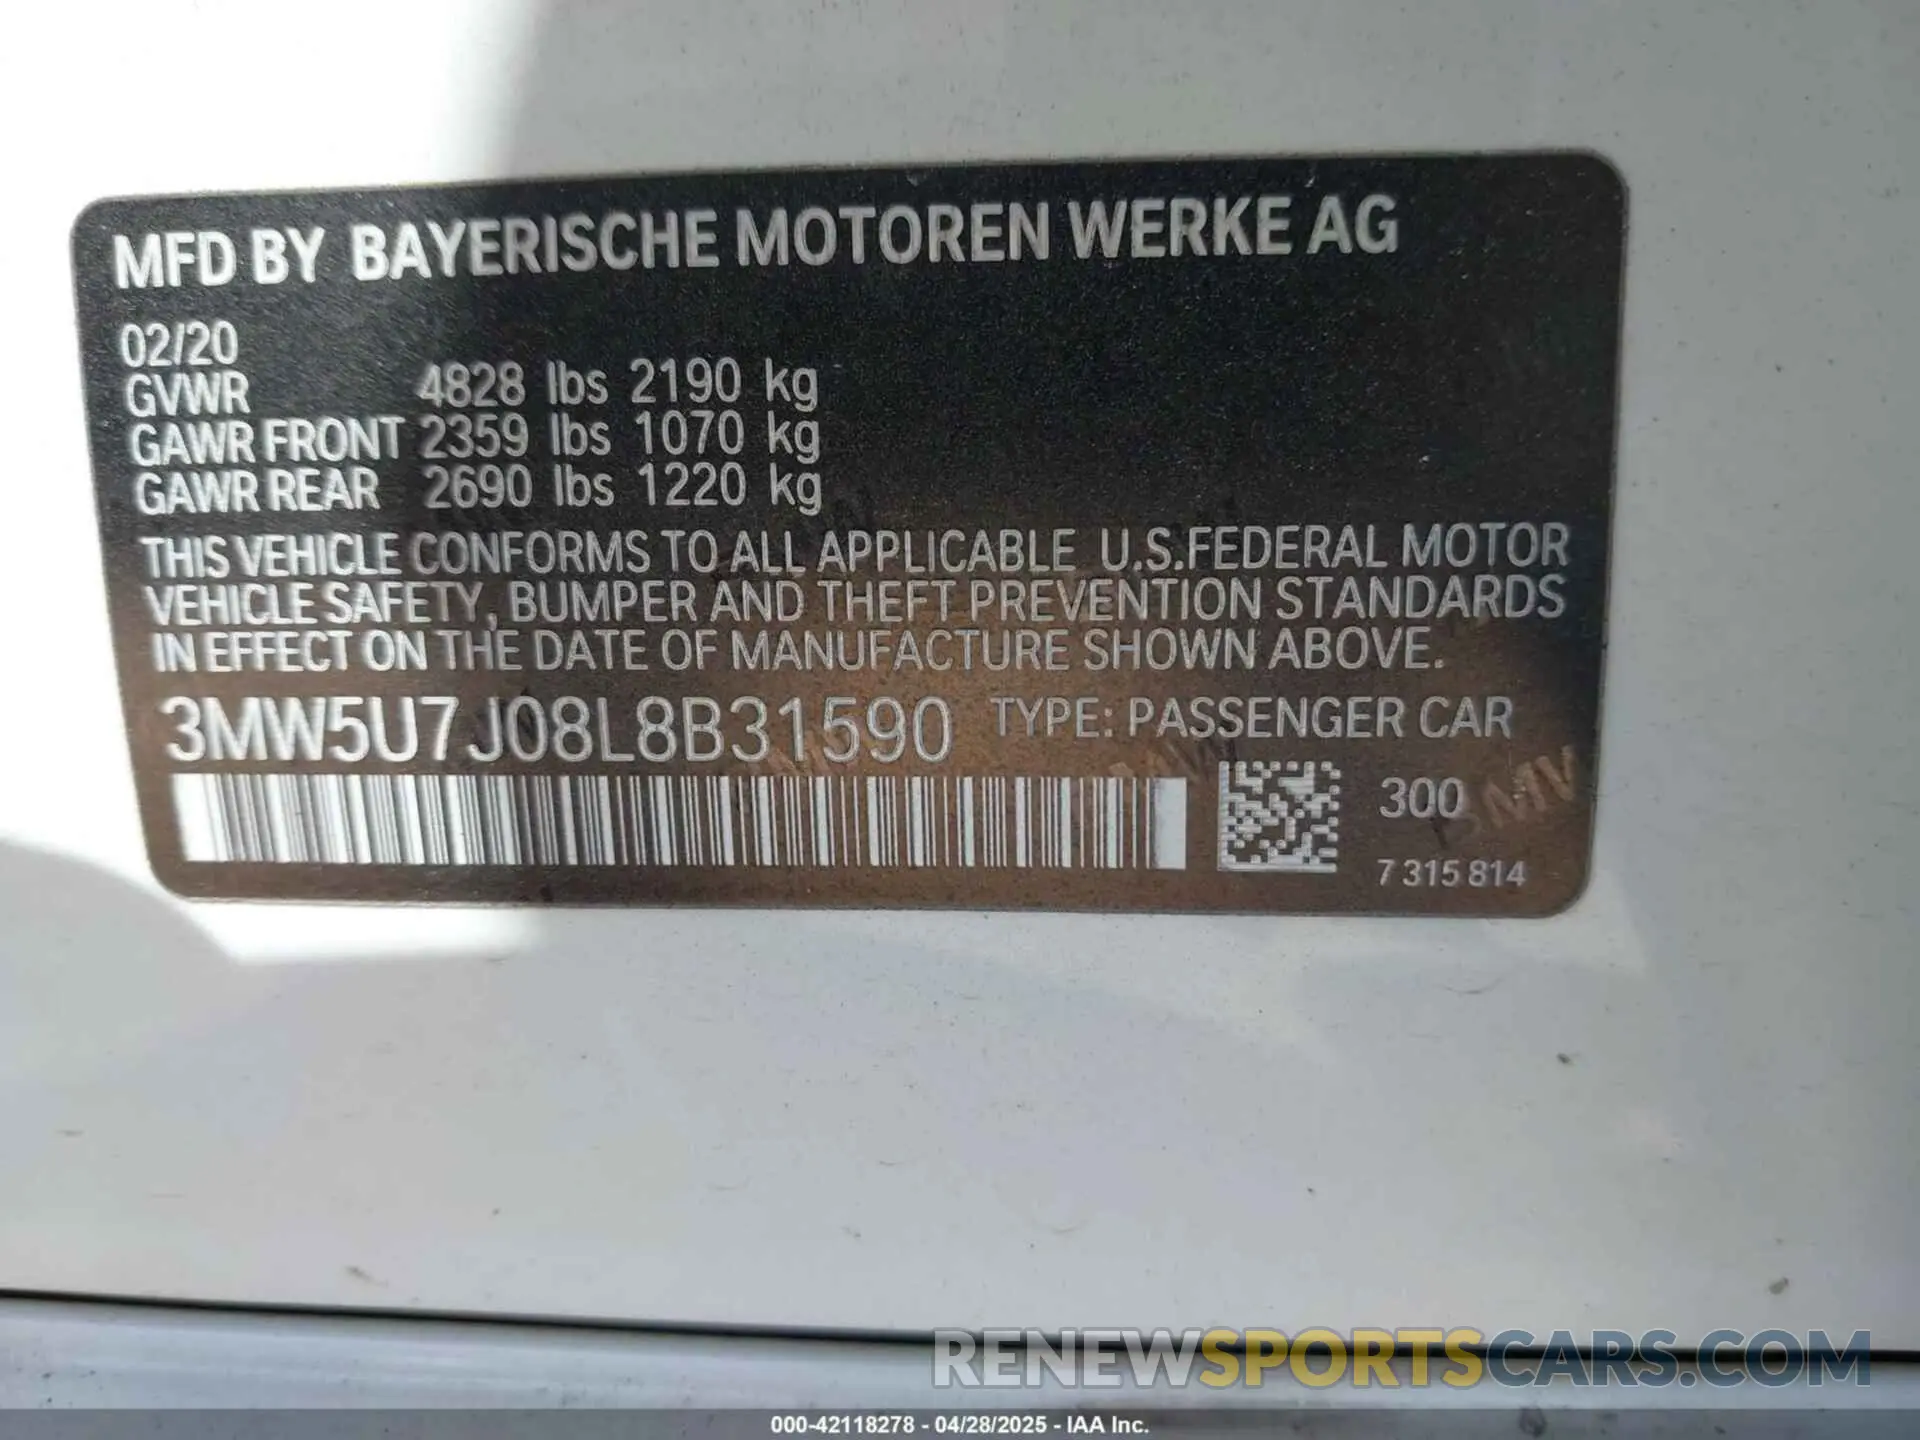 MFD BY BAYERISCHE MOTOREN WERKE AG
02/20
GVWR 4828 lbs 2190 kg
GAWR FRONT 2359 lbs 1070 kg
GAWR REAR 2690 lbs 1220 kg
THIS VEHICLE CONFORMS TO ALL APPLICABLE U.S.FEDERAL MOTOR
VEHICLE SAFETY, BUMPER AND THEFT PREVENTION STANDARDS
IN EFFECT ON THE DATE OF MANUFACTURE SHOWN ABOVE.
3MW5U7J08L8B31590 TYPE: PASSENGER CAR
300
BMW
7 315 814
RENEWSPORTSCARS.COM
000-42118278 - 04/28/2025 - IAA Inc.